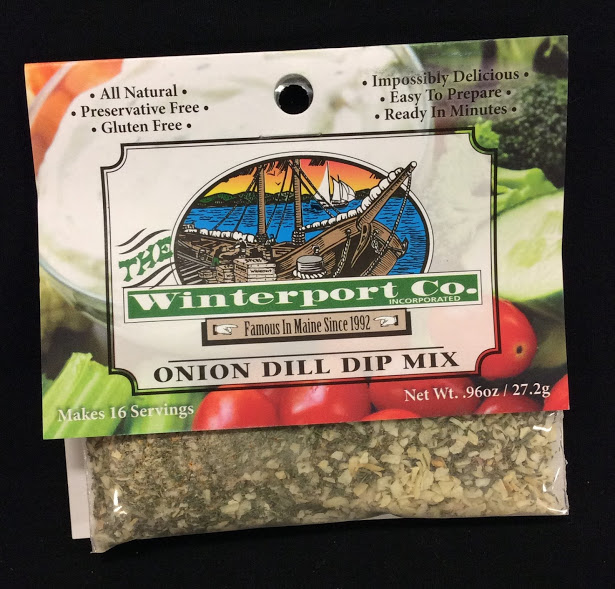 • All Natural •
• Preservative Free •
• Gluten Free •
• Impossibly Delicious •
• Easy To Prepare •
• Ready In Minutes •
THE
Winterport Co.
INCORPORATED
Famous In Maine Since 1992
ONION DILL DIP MIX
Makes 16 Servings
Net Wt. .96oz / 27.2g